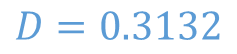 D = 0.3132